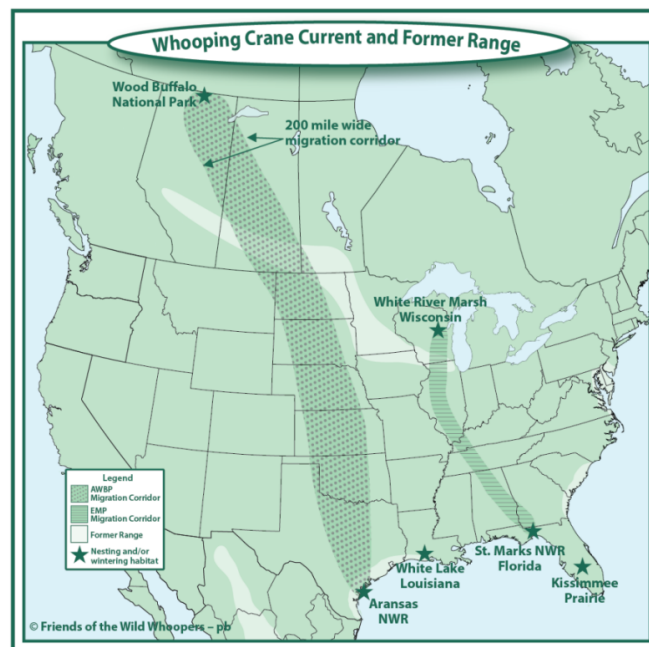 Whooping Crane Current and Former Range
Wood Buffalo
National Park
200 mile wide
migration corridor
White River Marsh
Wisconsin
Legend
AWBP
Migration Corridor
EMP
Migration Corridor
Former Range
Nesting and/or
wintering habitat
St. Marks NWR
Florida
White Lake
Louisiana
Kissimmee
Prairie
Aransas
NWR
© Friends of the Wild Whoopers – pb